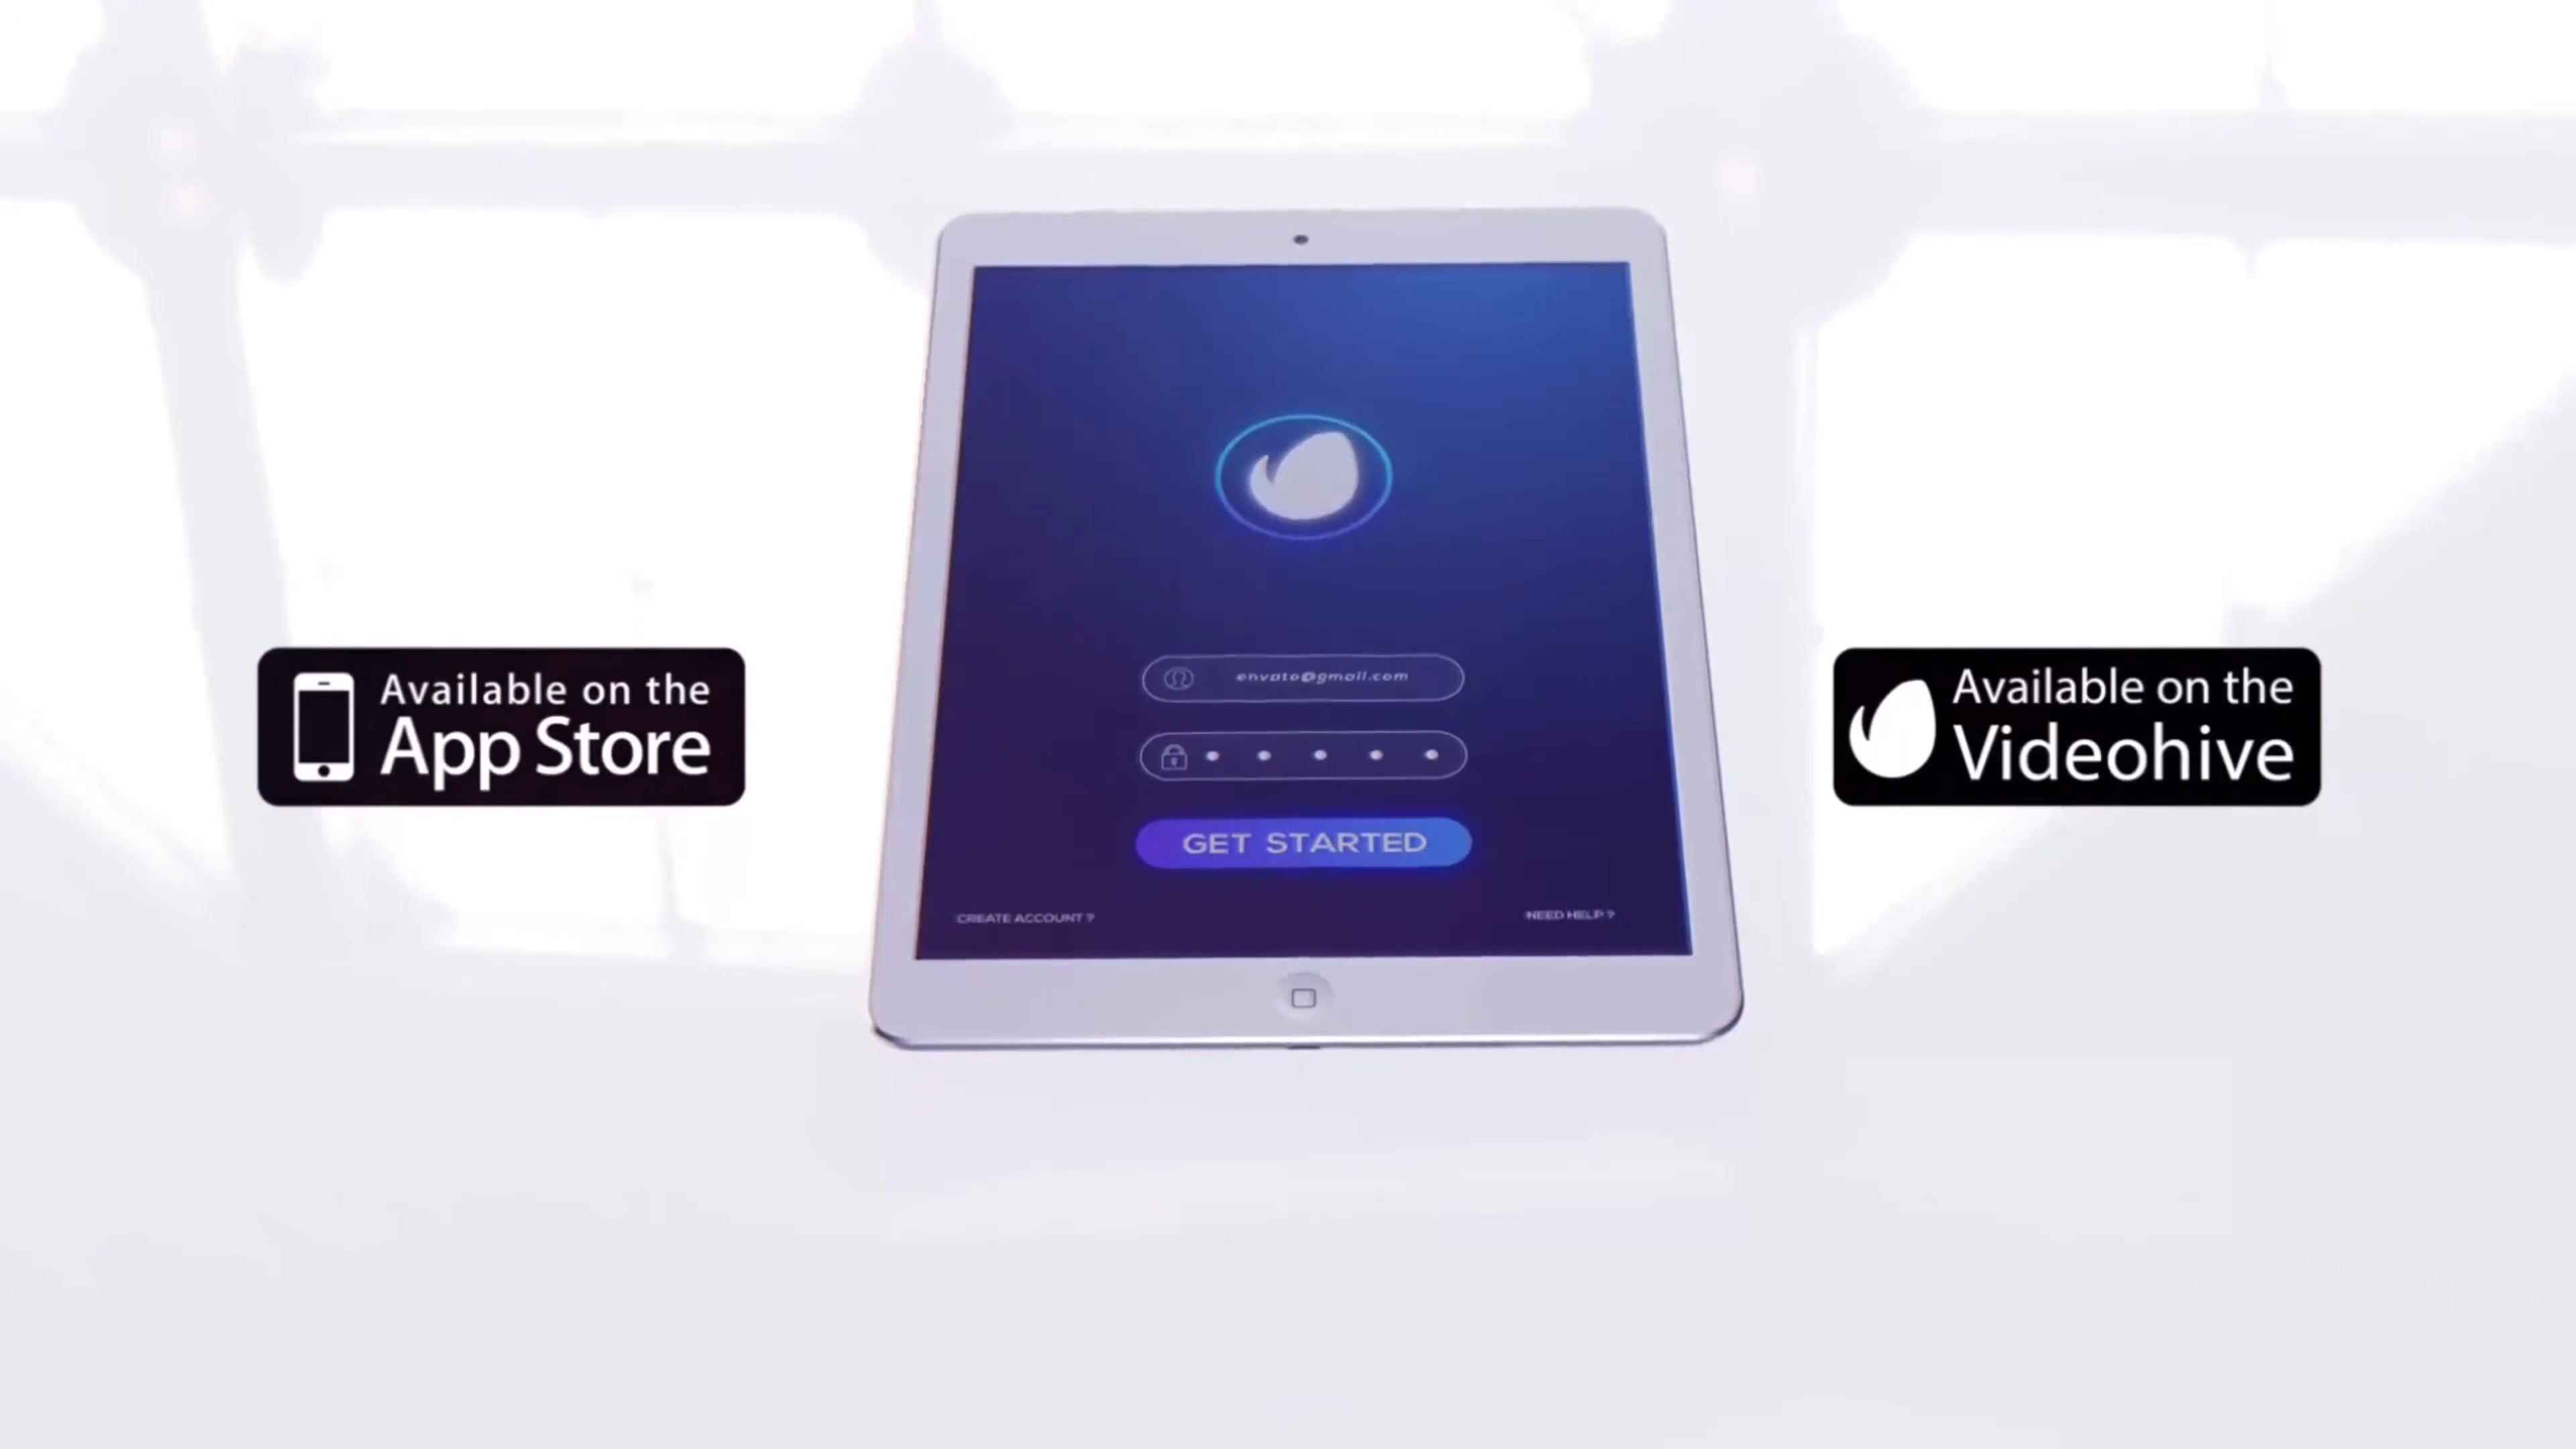 Available on the
App Store
envato@gmail.com
GET STARTED
CREATE ACCOUNT ?
NEED HELP ?
Available on the
Videohive